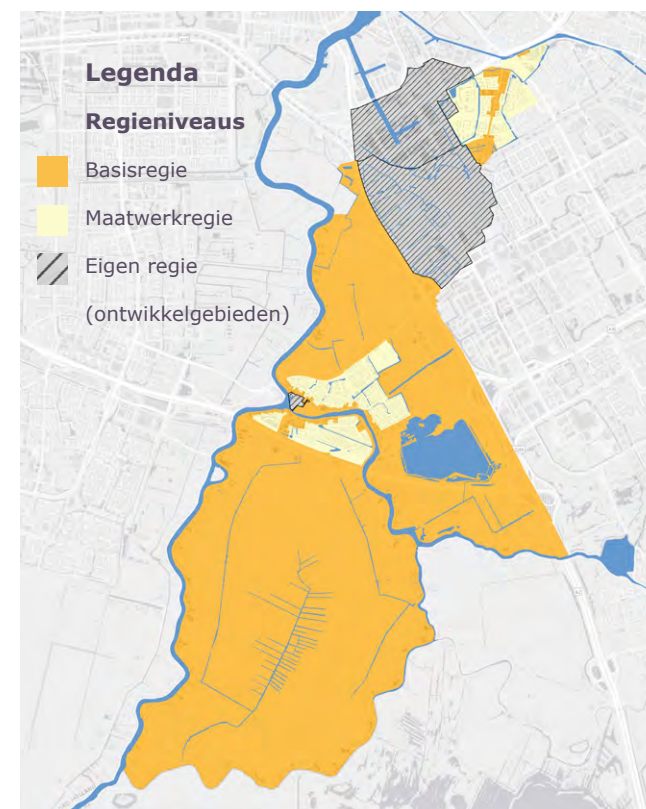 Legenda
Regieniveaus
Basisregie
Maatwerkregie
Eigen regie
(ontwikkelgebieden)